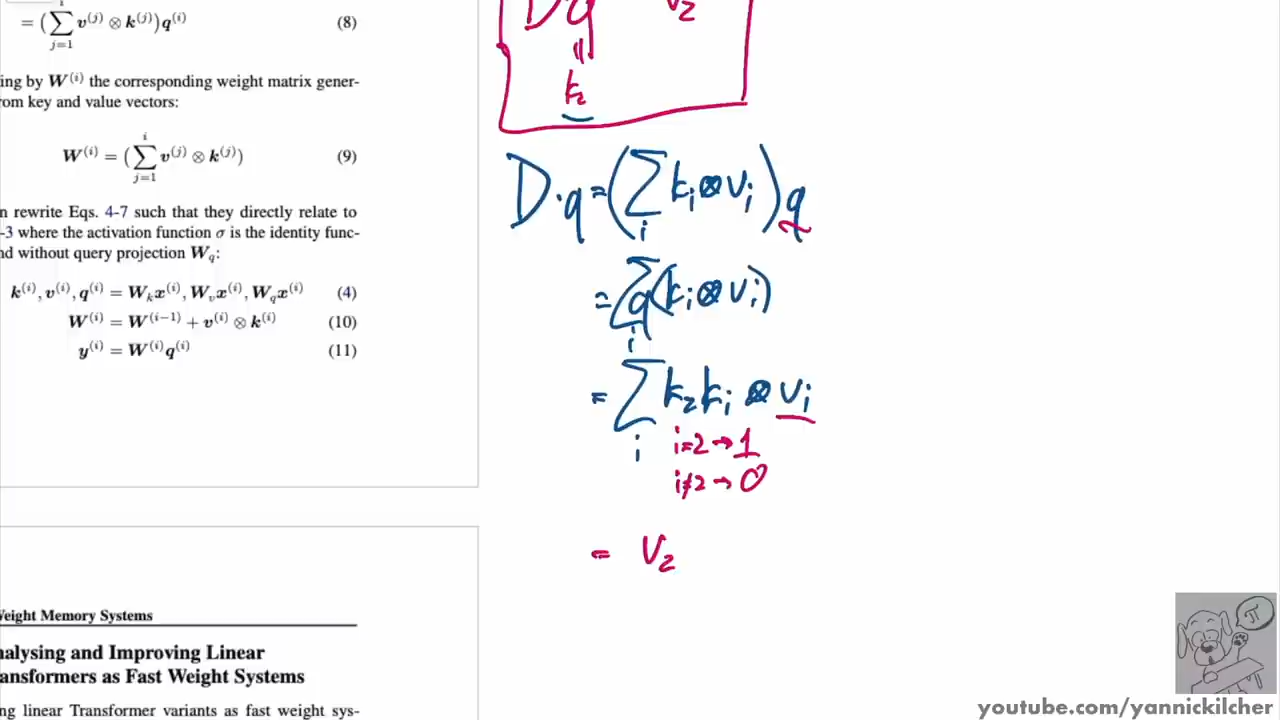 = (∑ᵢ₌... v⁽ʲ⁾ ⊗ k⁽ʲ⁾) q⁽ⁱ⁾ (8)
ing by W⁽ⁱ⁾ the corresponding weight matrix gener-
rom key and value vectors:
W⁽ⁱ⁾ = (∑_{j=1}^{i} v⁽ʲ⁾ ⊗ k⁽ʲ⁾) (9)
n rewrite Eqs. 4-7 such that they directly relate to
-3 where the activation function σ is the identity func-
nd without query projection W_q:
k⁽ⁱ⁾, v⁽ⁱ⁾, q⁽ⁱ⁾ = W_k x⁽ⁱ⁾, W_v x⁽ⁱ⁾, W_q x⁽ⁱ⁾ (4)
W⁽ⁱ⁾ = W⁽ⁱ⁻¹⁾ + v⁽ⁱ⁾ ⊗ k⁽ⁱ⁾ (10)
y⁽ⁱ⁾ = W⁽ⁱ⁾q⁽ⁱ⁾ (11)
Weight Memory Systems
nalysing and Improving Linear
ansformers as Fast Weight Systems
ng linear Transformer variants as fast weight sys-
D q v₂
k₂
D·q = (∑_i k_i ⊗ v_i) q
= ∑_i q(k_i ⊗ v_i)
= ∑_i k₂k_i ⊗ v_i
i=2→1
i≠2→0
= v₂
π
youtube.com/yannickilcher